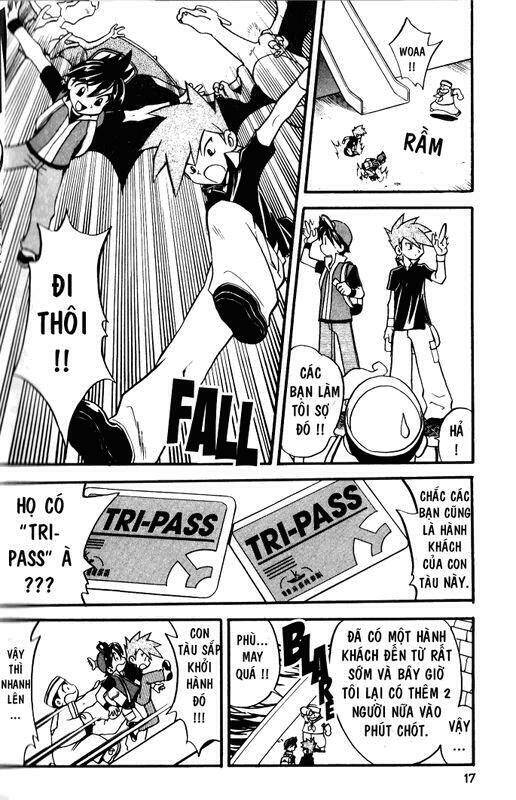 WOAA
!!
RẦM
HẢ
!
CÁC
BẠN LÀM
TÔI SỢ
ĐÓ !!
ĐI
THÔI
!!
FALL
CHẮC CÁC
BẠN CŨNG
LÀ HÀNH
KHÁCH
CỦA CON
TÀU NÀY.
TRI-PASS
TRI-PASS
HỌ CÓ
"TRI-
PASS" À
???
ĐÃ CÓ MỘT HÀNH
KHÁCH ĐẾN TỪ RẤT
SỚM VÀ BÂY GIỜ
TÔI LẠI CÓ THÊM 2
NGƯỜI NỮA VÀO
PHÚT CHÓT.
VẬY
...
BLARE
PHÙ...
MAY
QUÁ !!
CON
TÀU SẮP
KHỞI
HÀNH
ĐÓ
!!!
VẬY
THÌ
NHANH
LÊN
...
17